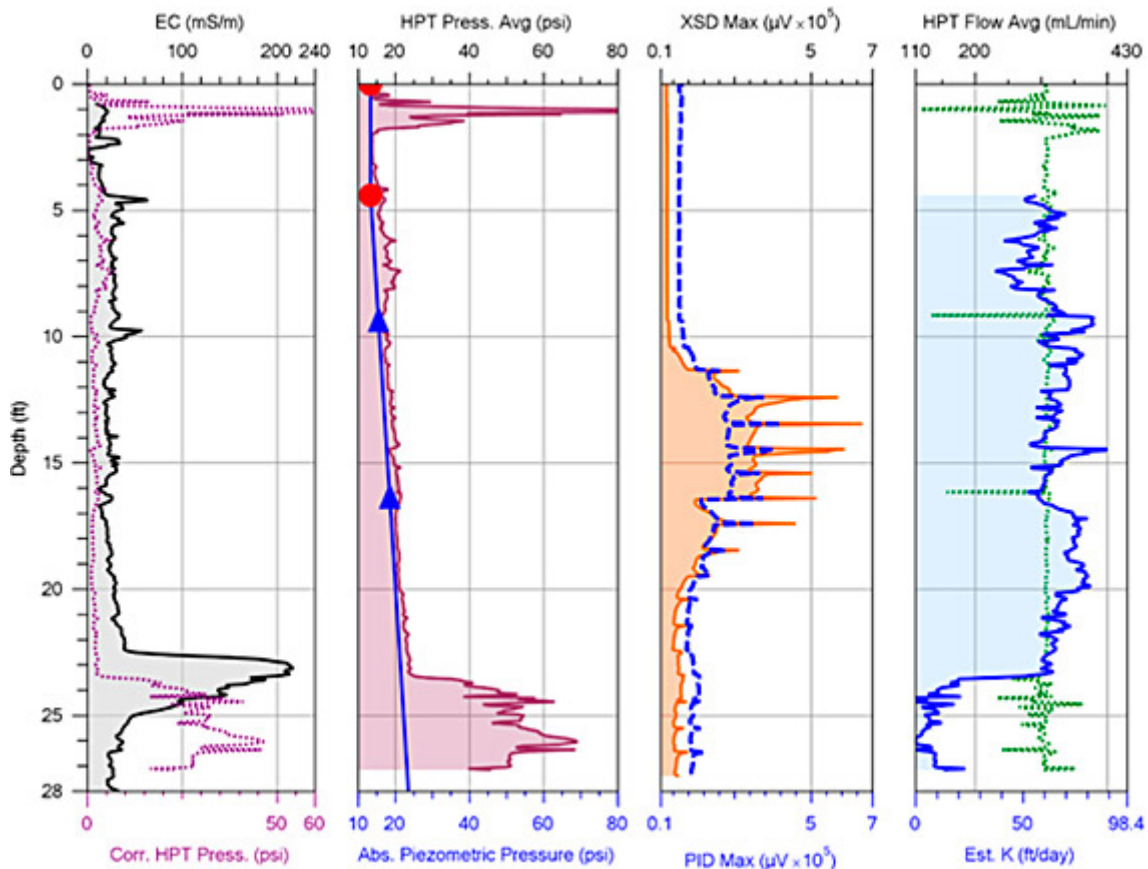 EC (mS/m) HPT Press. Avg (psi) XSD Max (µV × 10⁵) HPT Flow Avg (mL/min)
0 100 200 240 10 20 40 60 80 0.1 5 7 110 200 430
0
5
10
15
20
25
28
Depth (ft)
0 20 40 60 10 20 40 60 80 0.1 5 7 0 50 98.4
Corr. HPT Press. (psi) Abs. Piezometric Pressure (psi) PID Max (µV × 10⁵) Est. K (ft/day)